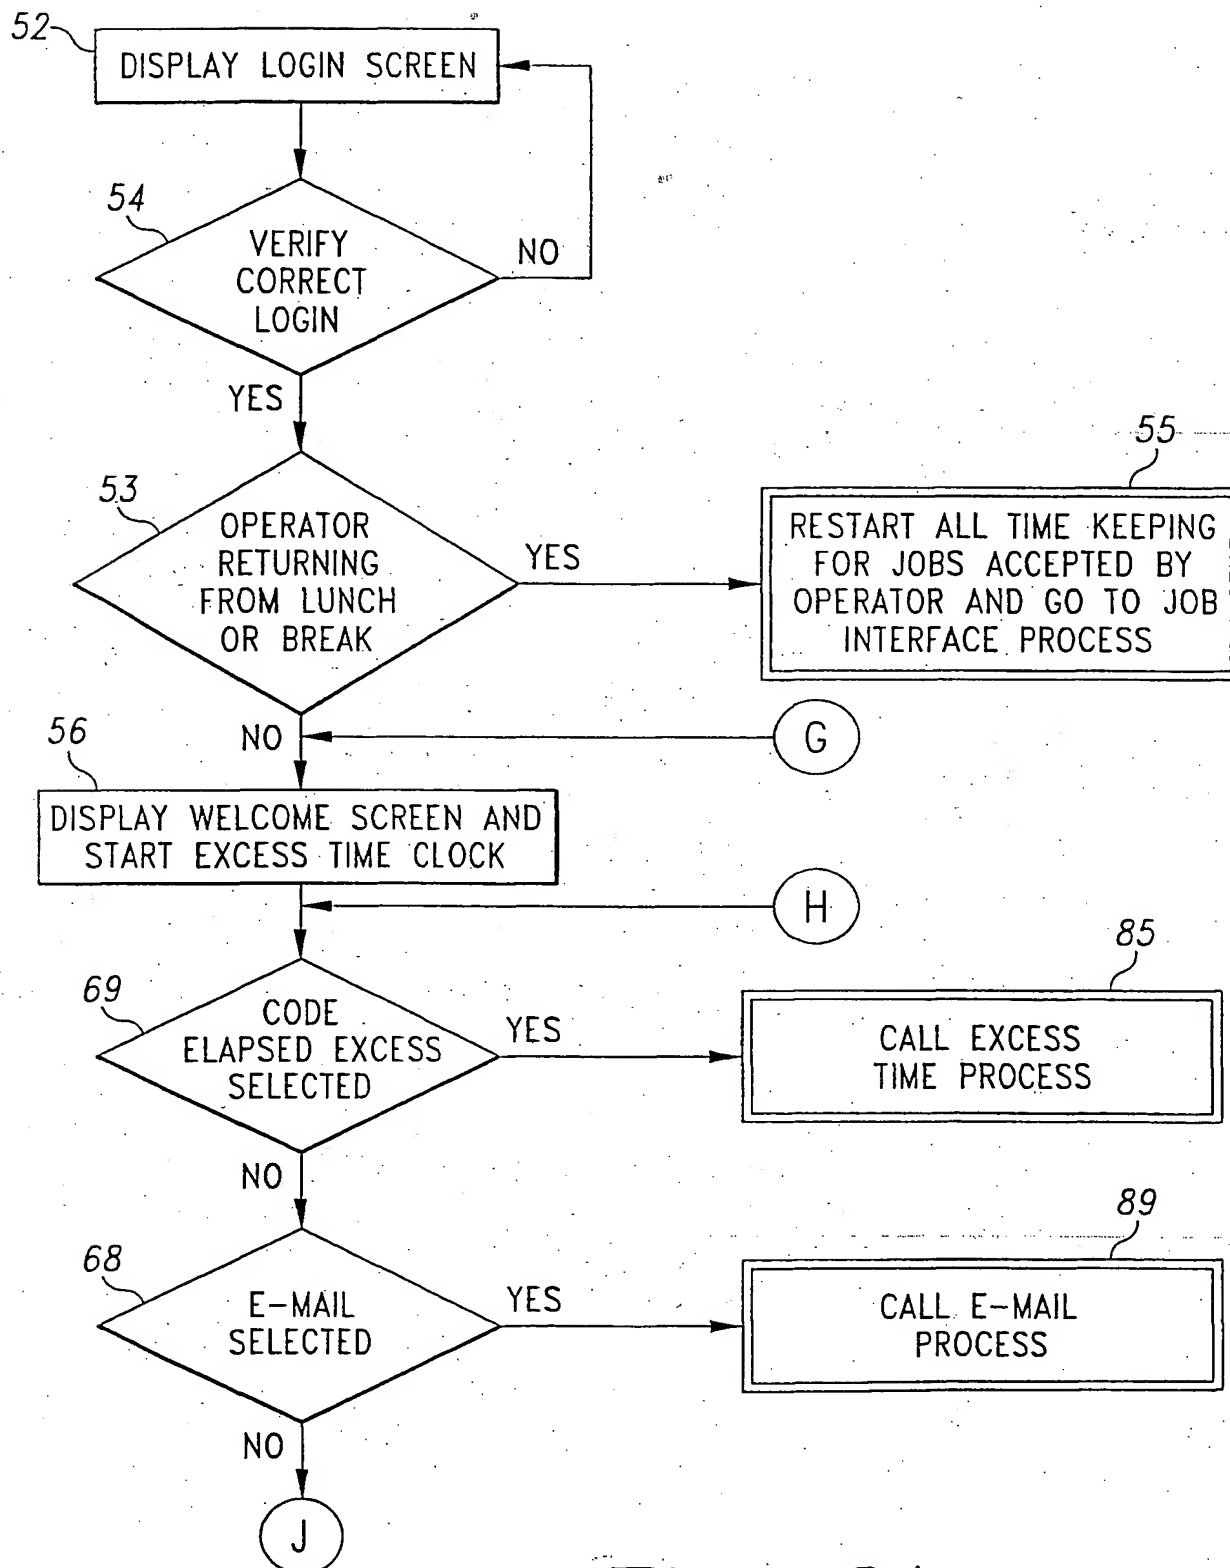 52
DISPLAY LOGIN SCREEN
54
VERIFY
CORRECT
LOGIN
NO
YES
53
OPERATOR
RETURNING
FROM LUNCH
OR BREAK
YES
55
RESTART ALL TIME KEEPING
FOR JOBS ACCEPTED BY
OPERATOR AND GO TO JOB
INTERFACE PROCESS
NO
G
56
DISPLAY WELCOME SCREEN AND
START EXCESS TIME CLOCK
H
69
CODE
ELAPSED EXCESS
SELECTED
YES
85
CALL EXCESS
TIME PROCESS
NO
68
E-MAIL
SELECTED
YES
89
CALL E-MAIL
PROCESS
NO
J